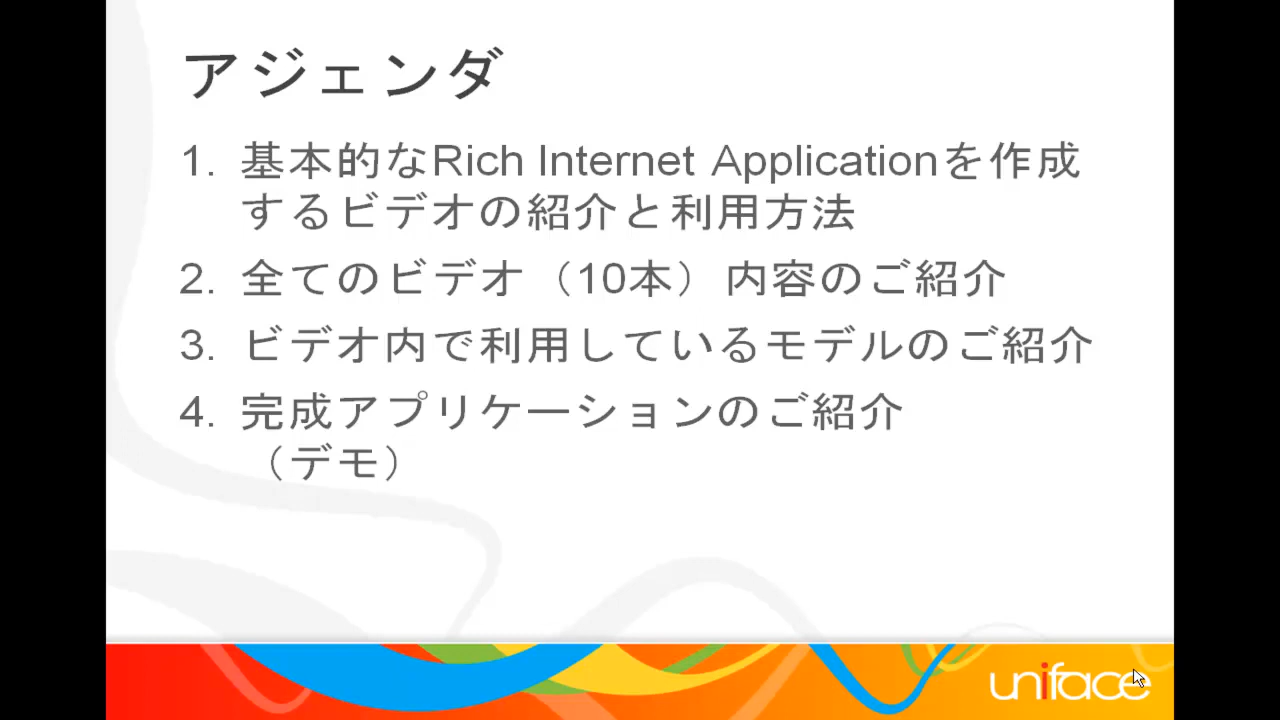 アジェンダ
1. 基本的なRich Internet Applicationを作成
するビデオの紹介と利用方法
2. 全てのビデオ（10本）内容のご紹介
3. ビデオ内で利用しているモデルのご紹介
4. 完成アプリケーションのご紹介
（デモ）
uniface